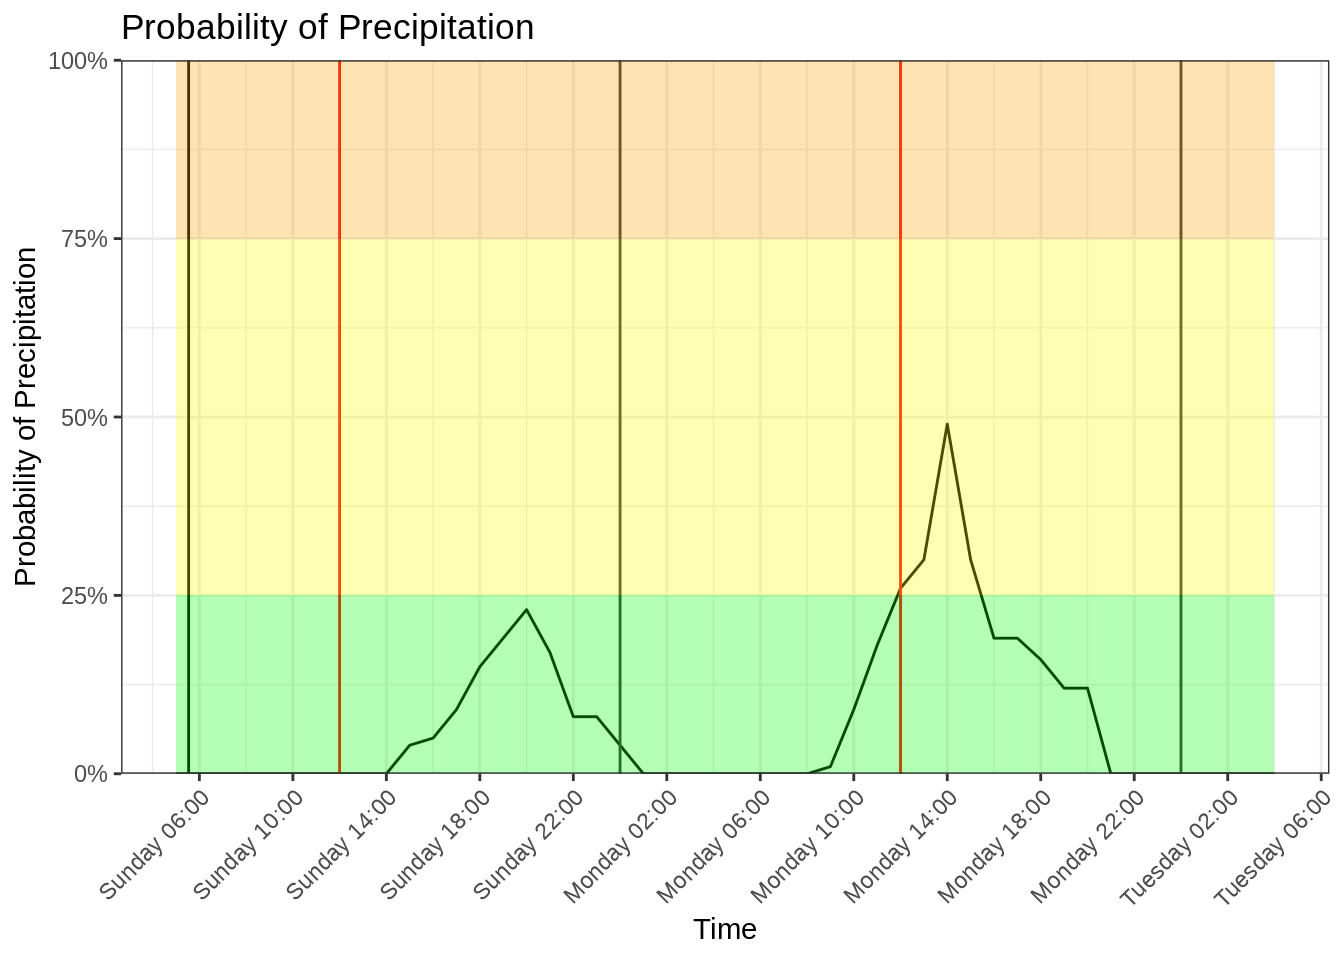 Probability of Precipitation
Probability of Precipitation
100%
75%
50%
25%
0%
Sunday 06:00
Sunday 10:00
Sunday 14:00
Sunday 18:00
Sunday 22:00
Monday 02:00
Monday 06:00
Monday 10:00
Monday 14:00
Monday 18:00
Monday 22:00
Tuesday 02:00
Tuesday 06:00
Time